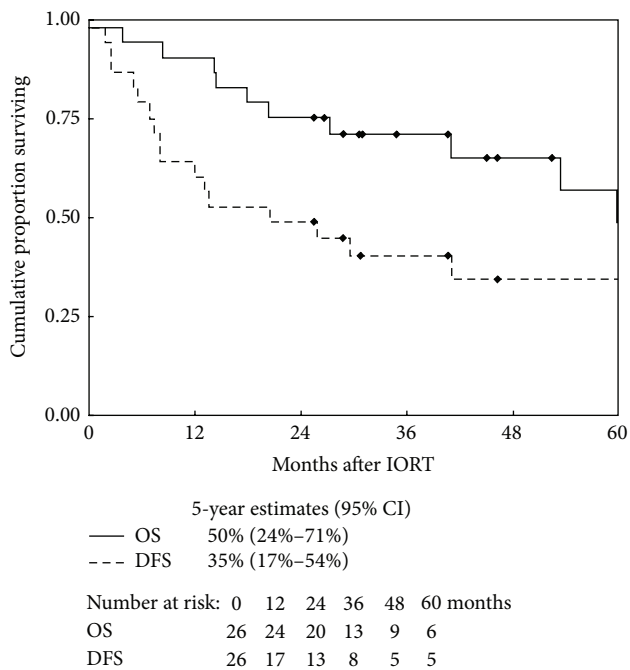 1.00
0.75
0.50
0.25
0.00
Cumulative proportion surviving
0 12 24 36 48 60
Months after IORT
5-year estimates (95% CI)
OS 50% (24%–71%)
DFS 35% (17%–54%)
Number at risk: 0 12 24 36 48 60 months
OS 26 24 20 13 9 6
DFS 26 17 13 8 5 5